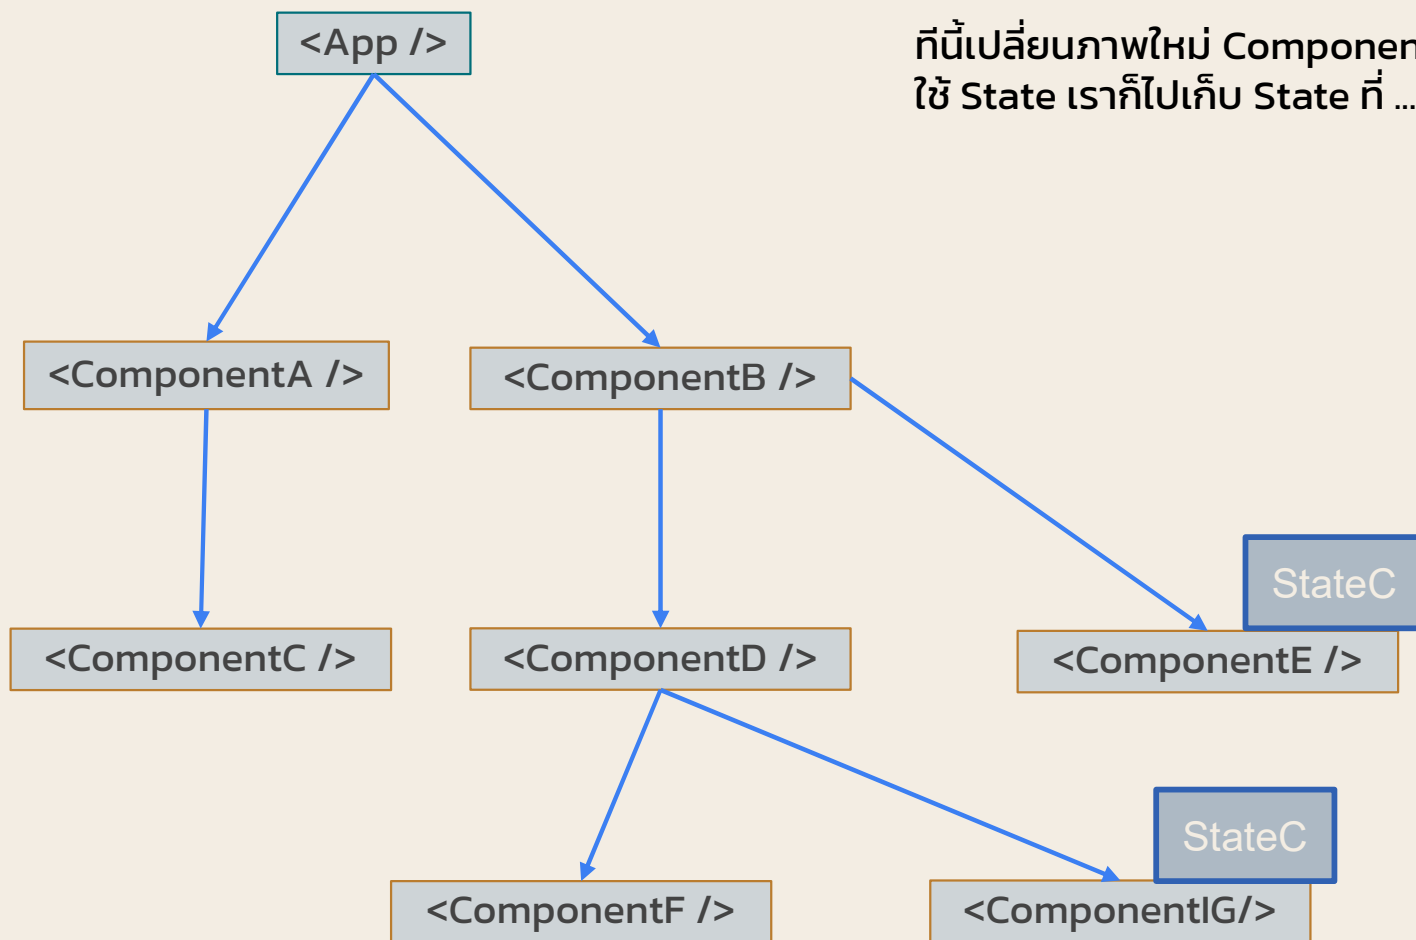 <App />
ทีนี้เปลี่ยนภาพใหม่ Componen
ใช้ State เราก็ไปเก็บ State ที่ ...
<ComponentA />
<ComponentB />
StateC
<ComponentC />
<ComponentD />
<ComponentE />
StateC
<ComponentF />
<ComponentIG/>